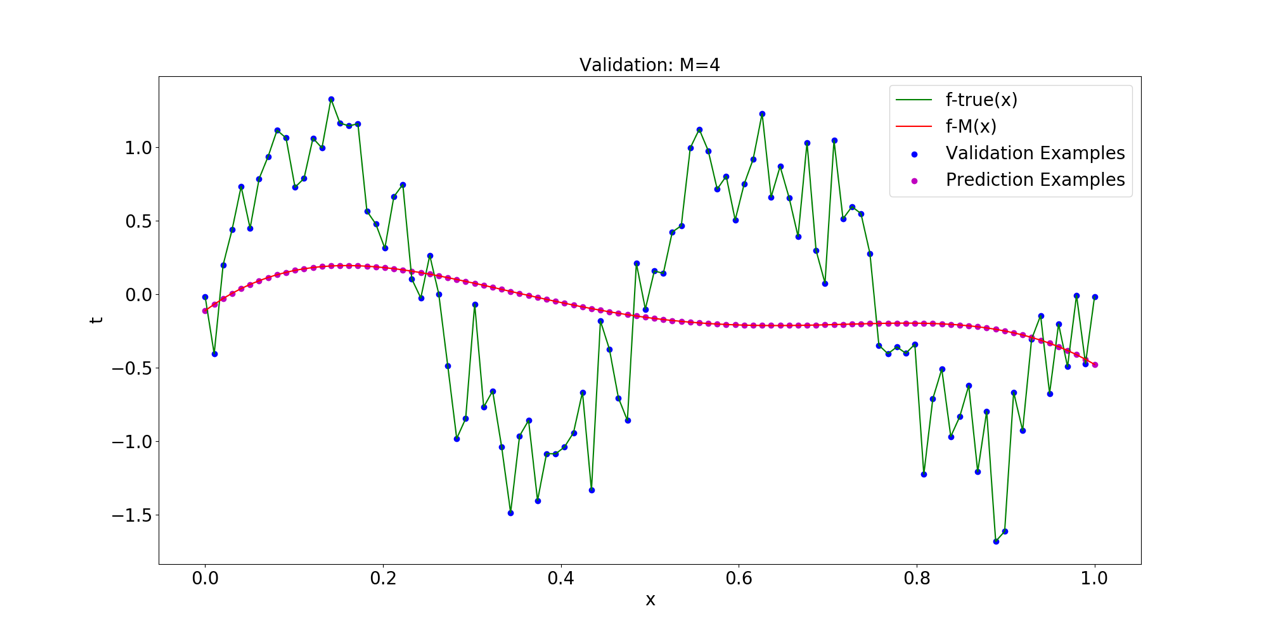 Validation: M=4
f-true(x)
f-M(x)
Validation Examples
Prediction Examples
1.0
0.5
0.0
−0.5
−1.0
−1.5
t
0.0 0.2 0.4 0.6 0.8 1.0
x